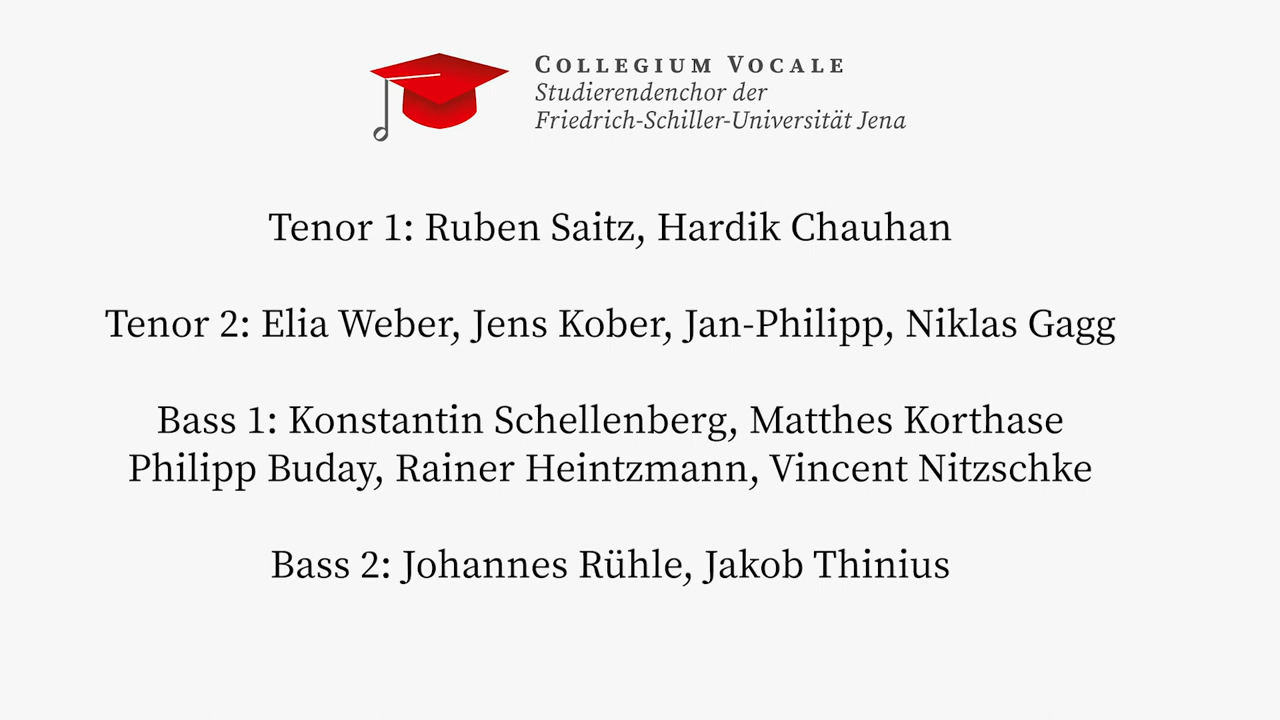 Collegium Vocale
Studierendenchor der
Friedrich-Schiller-Universität Jena
Tenor 1: Ruben Saitz, Hardik Chauhan
Tenor 2: Elia Weber, Jens Kober, Jan-Philipp, Niklas Gagg
Bass 1: Konstantin Schellenberg, Matthes Korthase
Philipp Buday, Rainer Heintzmann, Vincent Nitzschke
Bass 2: Johannes Rühle, Jakob Thinius